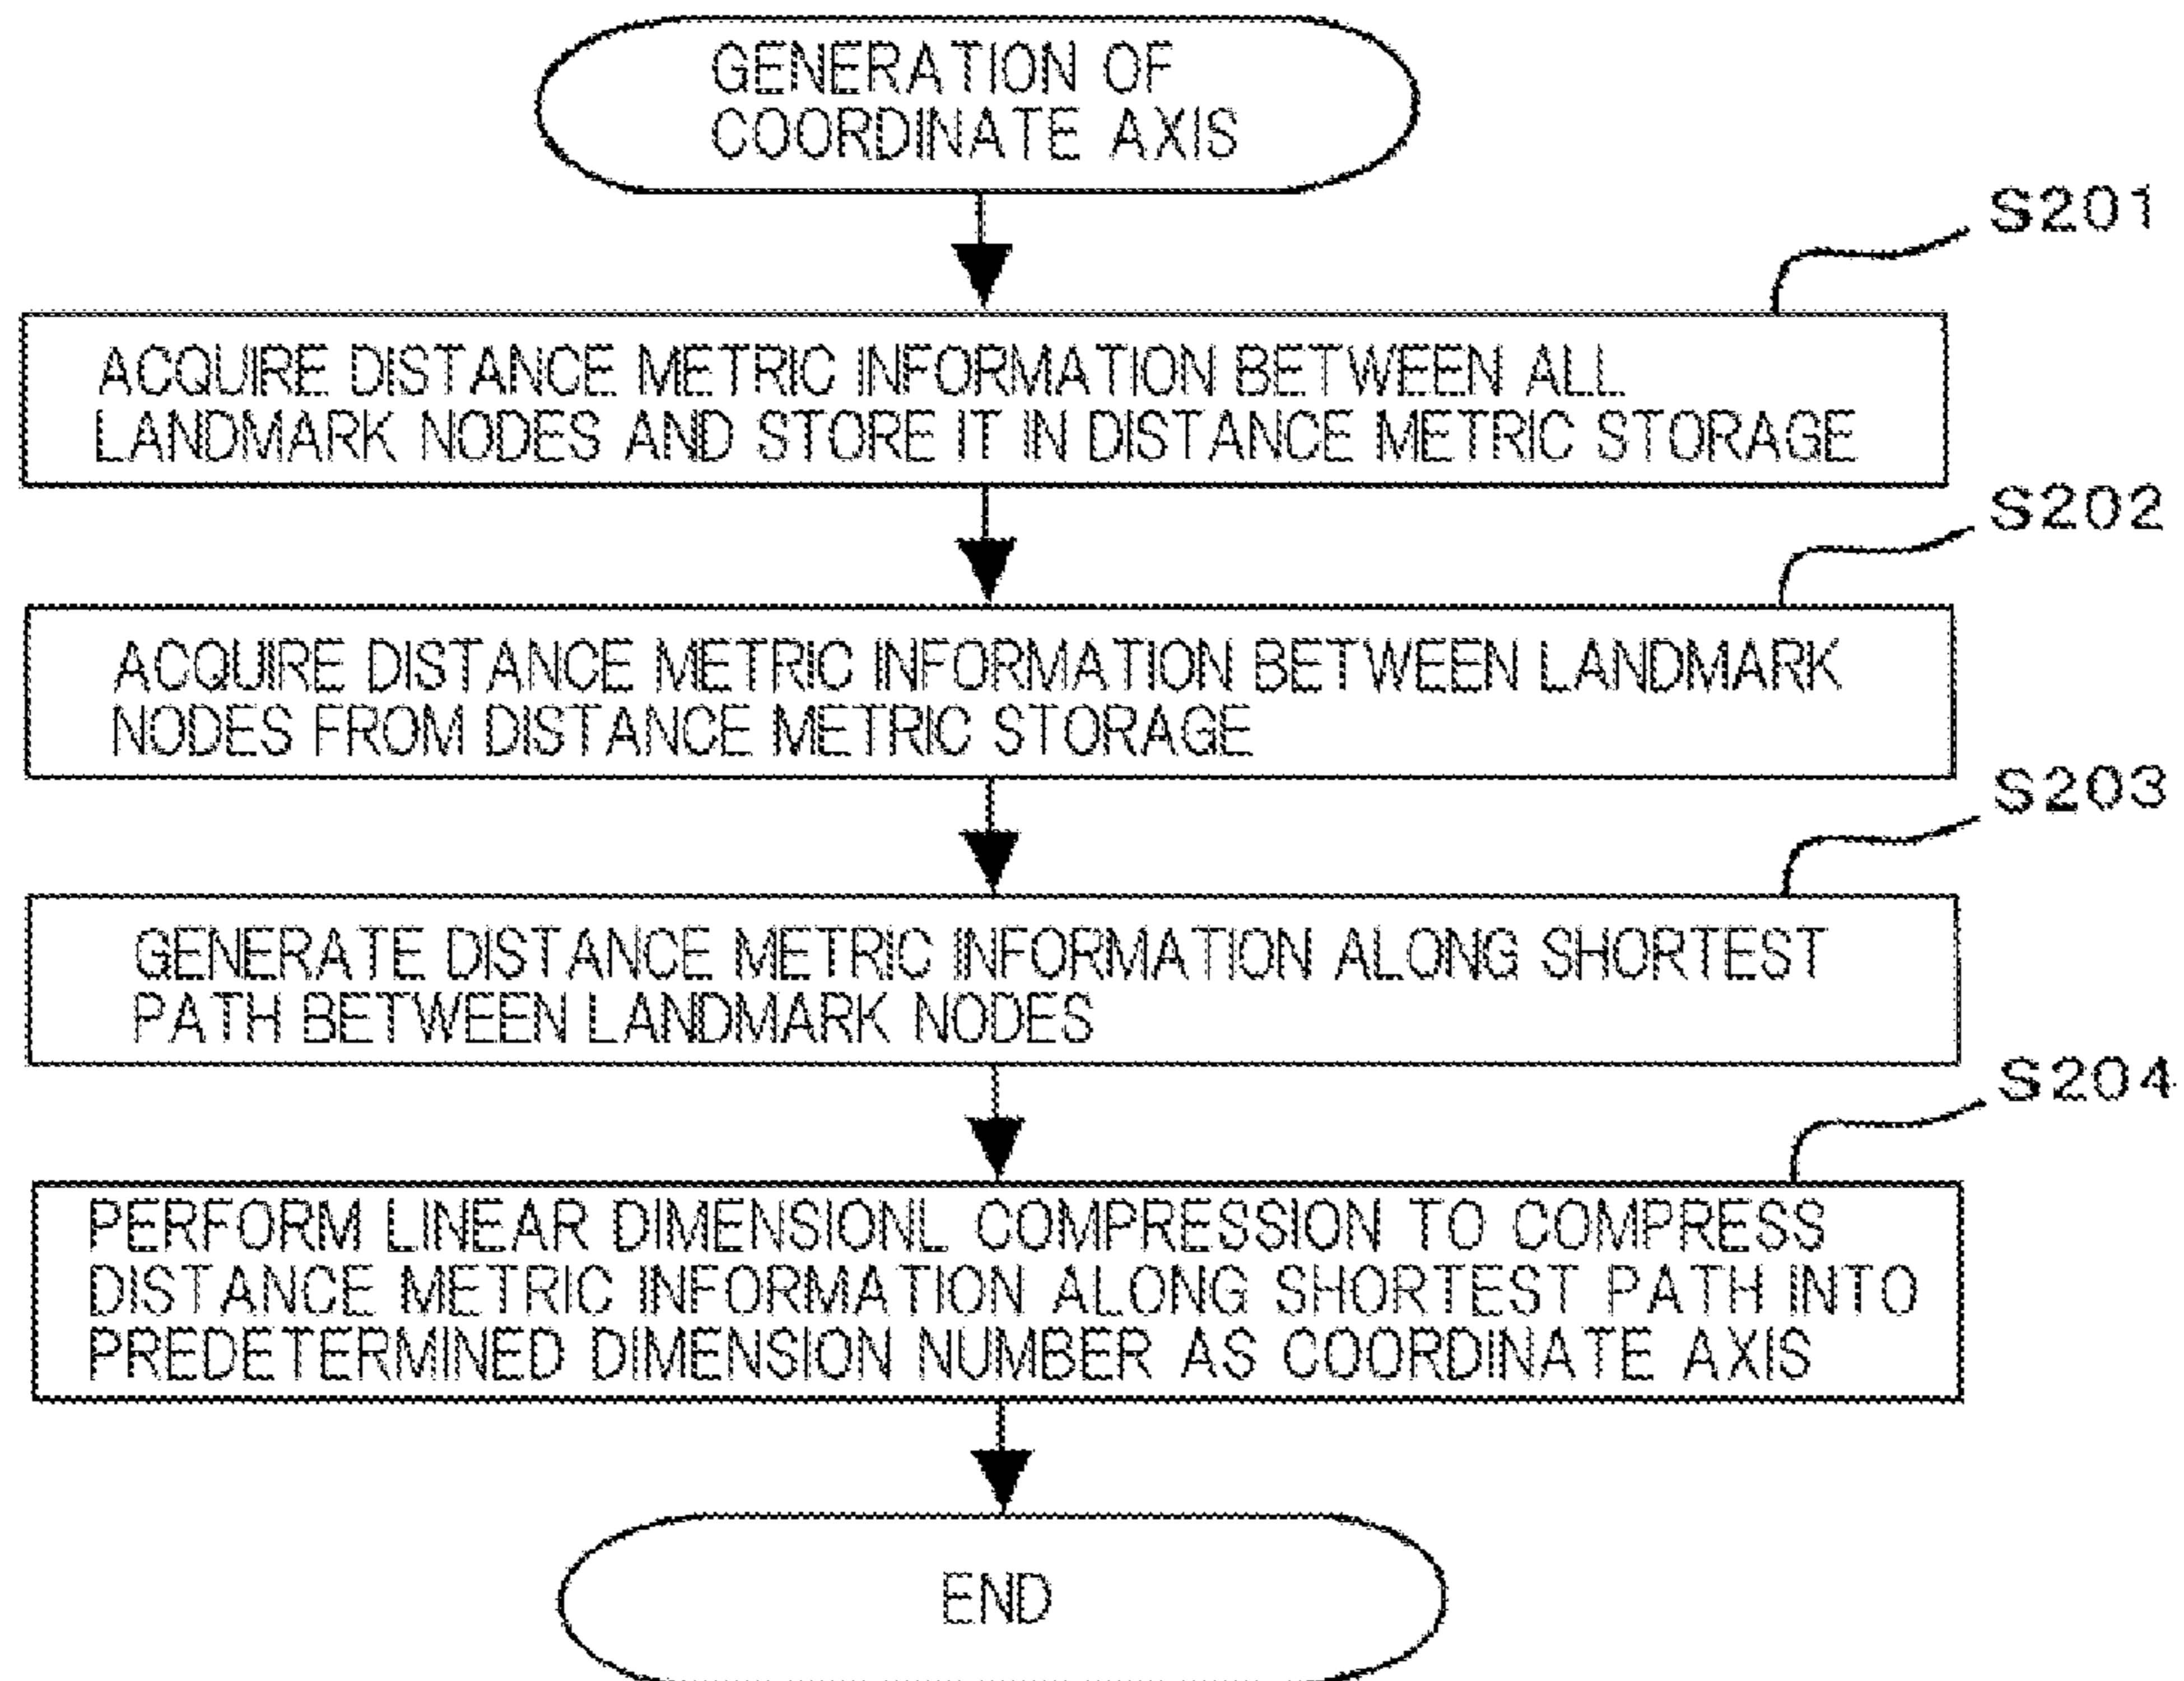 GENERATION OF
COORDINATE AXIS
S201
ACQUIRE DISTANCE METRIC INFORMATION BETWEEN ALL
LANDMARK NODES AND STORE IT IN DISTANCE METRIC STORAGE
S202
ACQUIRE DISTANCE METRIC INFORMATION BETWEEN LANDMARK
NODES FROM DISTANCE METRIC STORAGE
S203
GENERATE DISTANCE METRIC INFORMATION ALONG SHORTEST
PATH BETWEEN LANDMARK NODES
S204
PERFORM LINEAR DIMENSIONL COMPRESSION TO COMPRESS
DISTANCE METRIC INFORMATION ALONG SHORTEST PATH INTO
PREDETERMINED DIMENSION NUMBER AS COORDINATE AXIS
END